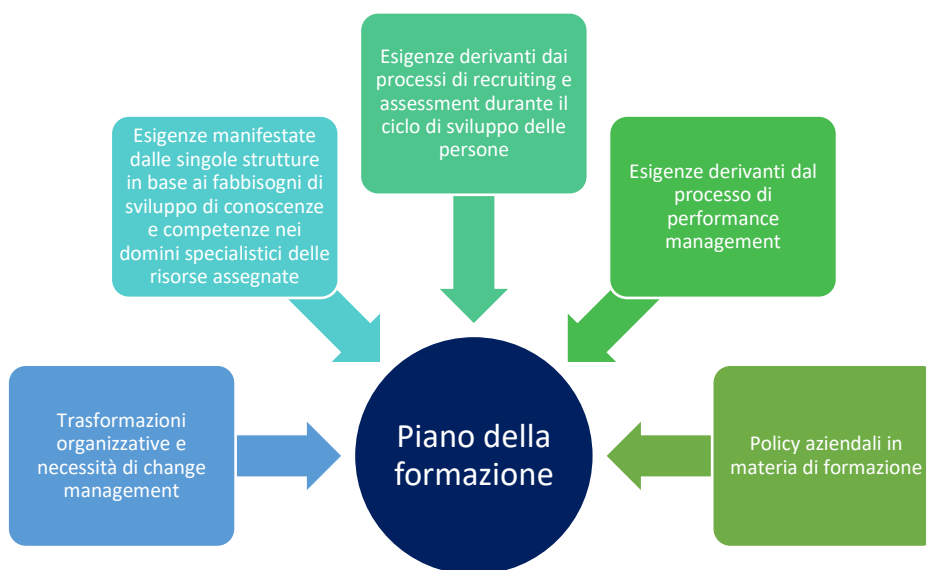 Esigenze derivanti dai
processi di recruiting e
assessment durante il
ciclo di sviluppo delle
persone
Esigenze manifestate
dalle singole strutture
in base ai fabbisogni di
sviluppo di conoscenze
e competenze nei
domini specialistici delle
risorse assegnate
Esigenze derivanti dal
processo di
performance
management
Trasformazioni
organizzative e
necessità di change
management
Piano della
formazione
Policy aziendali in
materia di formazione